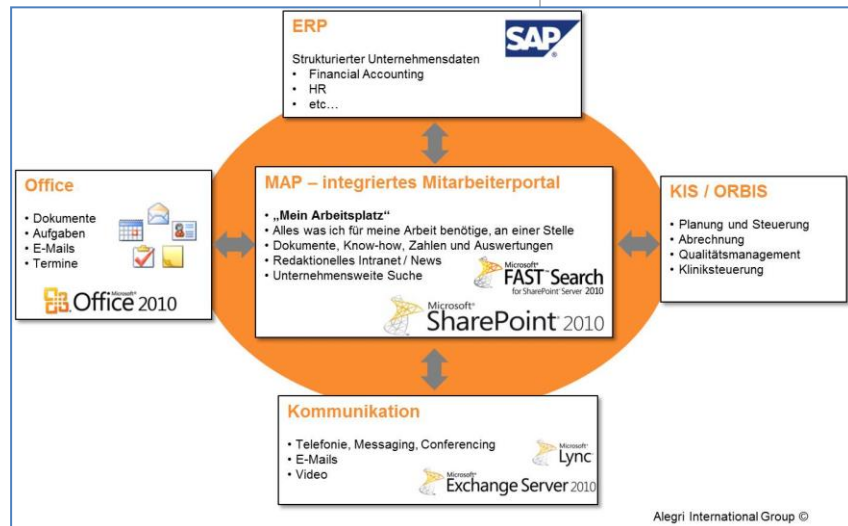 ERP
SAP
®
Strukturierter Unternehmensdaten
• Financial Accounting
• HR
• etc…
Office
• Dokumente
• Aufgaben
• E-Mails
• Termine
Microsoft®
Office 2010
MAP – integriertes Mitarbeiterportal
• „Mein Arbeitsplatz“
• Alles was ich für meine Arbeit benötige, an einer Stelle
• Dokumente, Know-how, Zahlen und Auswertungen
• Redaktionelles Intranet / News
• Unternehmensweite Suche
Microsoft®
FAST™ Search
for SharePoint® Server 2010
Microsoft®
SharePoint® 2010
KIS / ORBIS
• Planung und Steuerung
• Abrechnung
• Qualitätsmanagement
• Kliniksteuerung
Kommunikation
• Telefonie, Messaging, Conferencing
• E-Mails
• Video
Microsoft®
Lync™
Microsoft®
Exchange Server 2010
Alegri International Group ©